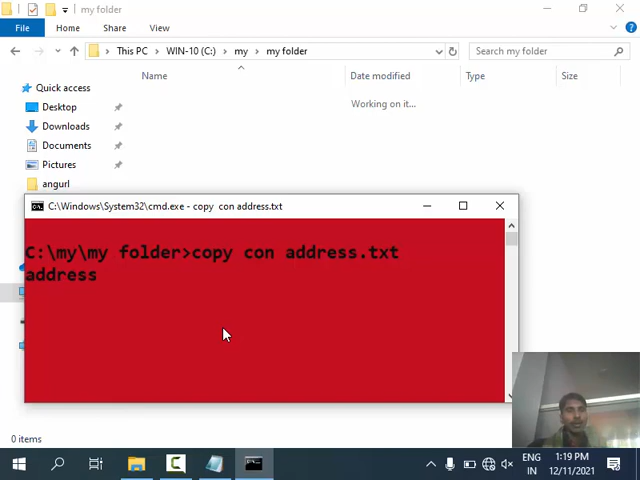 my folder
File Home Share View
This PC WIN-10 (C:) my my folder Search my folder
Name Date modified Type Size
Working on it...
Quick access
Desktop
Downloads
Documents
Pictures
angurl
C:\Windows\System32\cmd.exe - copy con address.txt
C:\my\my folder>copy con address.txt
address
0 items
ENG 1:19 PM
IN 12/11/2021